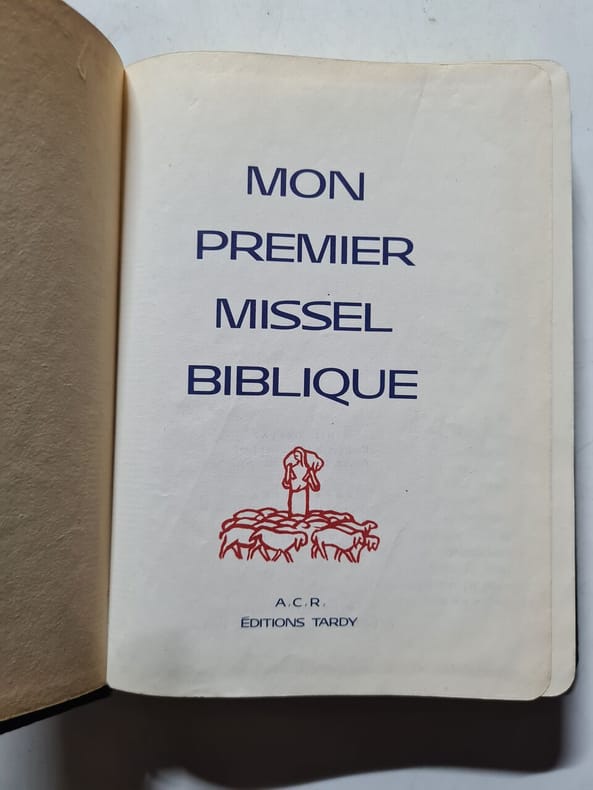 MON
PREMIER
MISSEL
BIBLIQUE
A.C.R.
ÉDITIONS TARDY